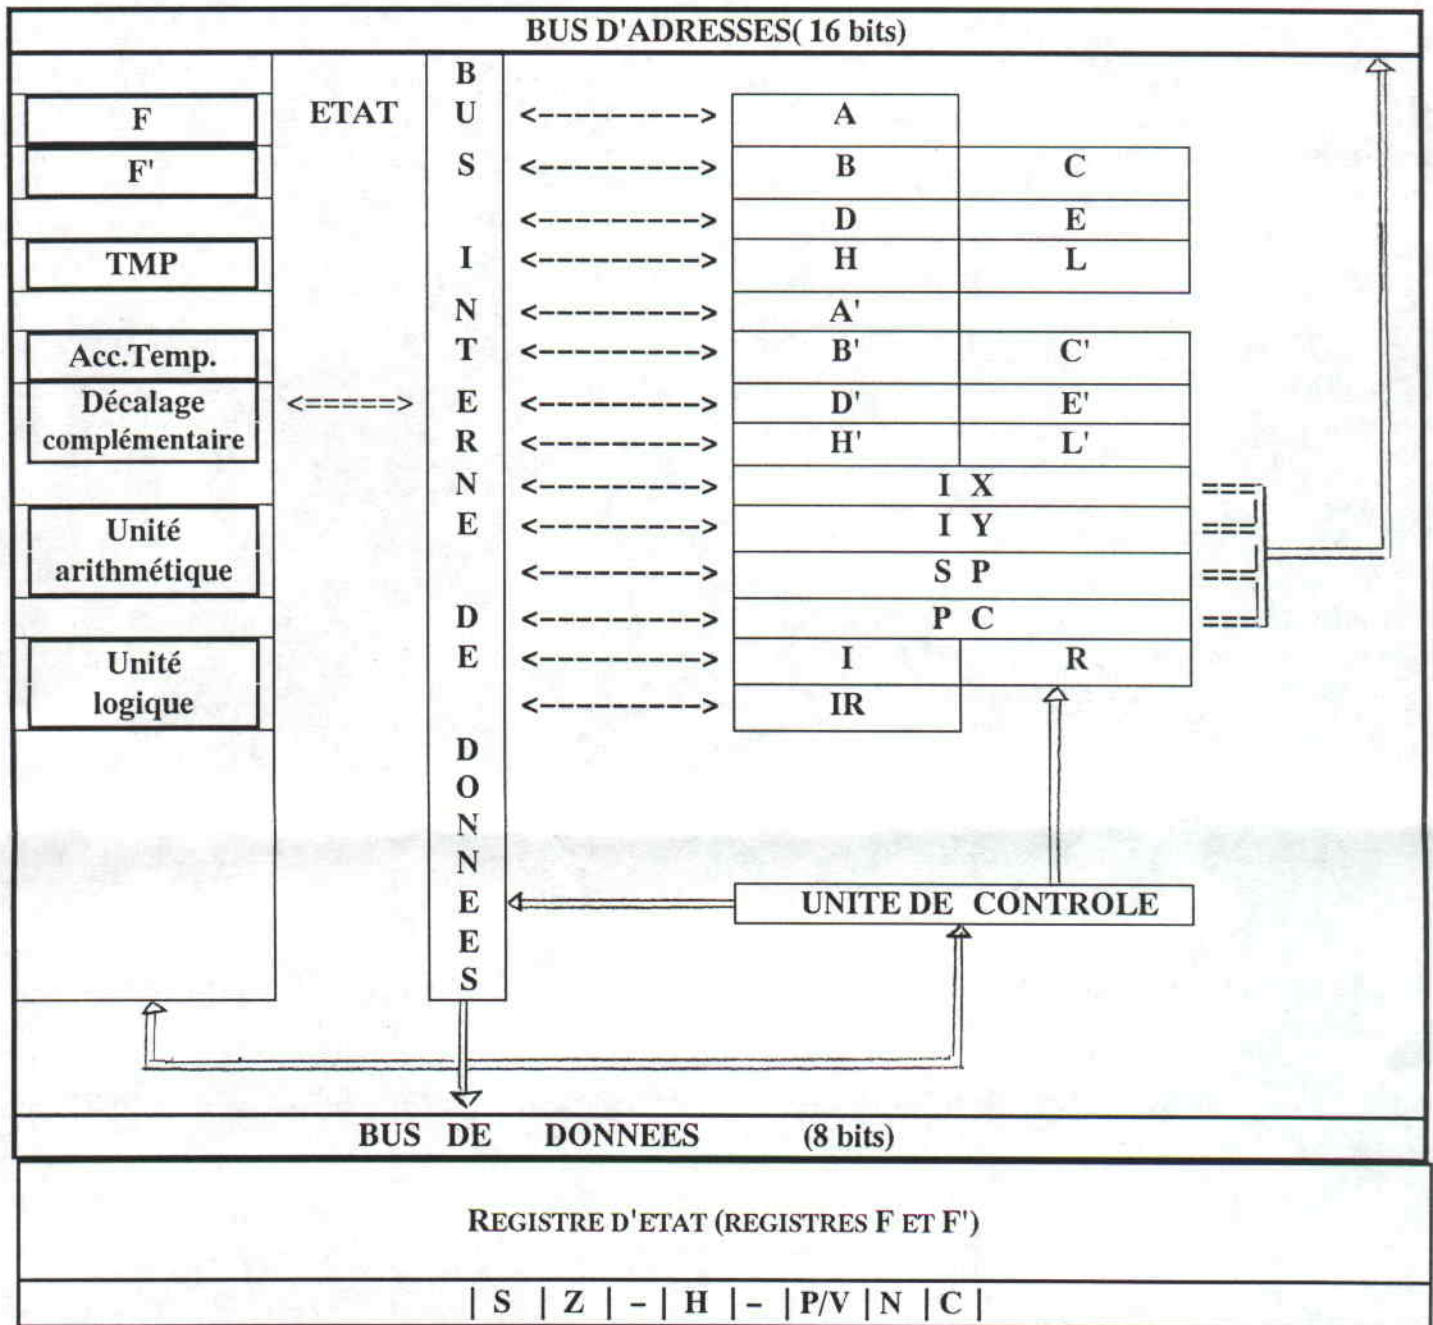 BUS D'ADRESSES( 16 bits)
F
F'
TMP
Acc.Temp.
Décalage
complémentaire
Unité
arithmétique
Unité
logique
ETAT
<=====>
B
U
S
I
N
T
E
R
N
E
D
E
D
O
N
N
E
E
S
<--------->
<--------->
<--------->
<--------->
<--------->
<--------->
<--------->
<--------->
<--------->
<--------->
<--------->
<--------->
<--------->
<--------->
A
B C
D E
H L
A'
B' C'
D' E'
H' L'
I X
I Y
S P
P C
I R
IR
UNITE DE CONTROLE
BUS DE DONNEES (8 bits)
REGISTRE D'ETAT (REGISTRES F ET F')
| S | Z | – | H | – | P/V | N | C |